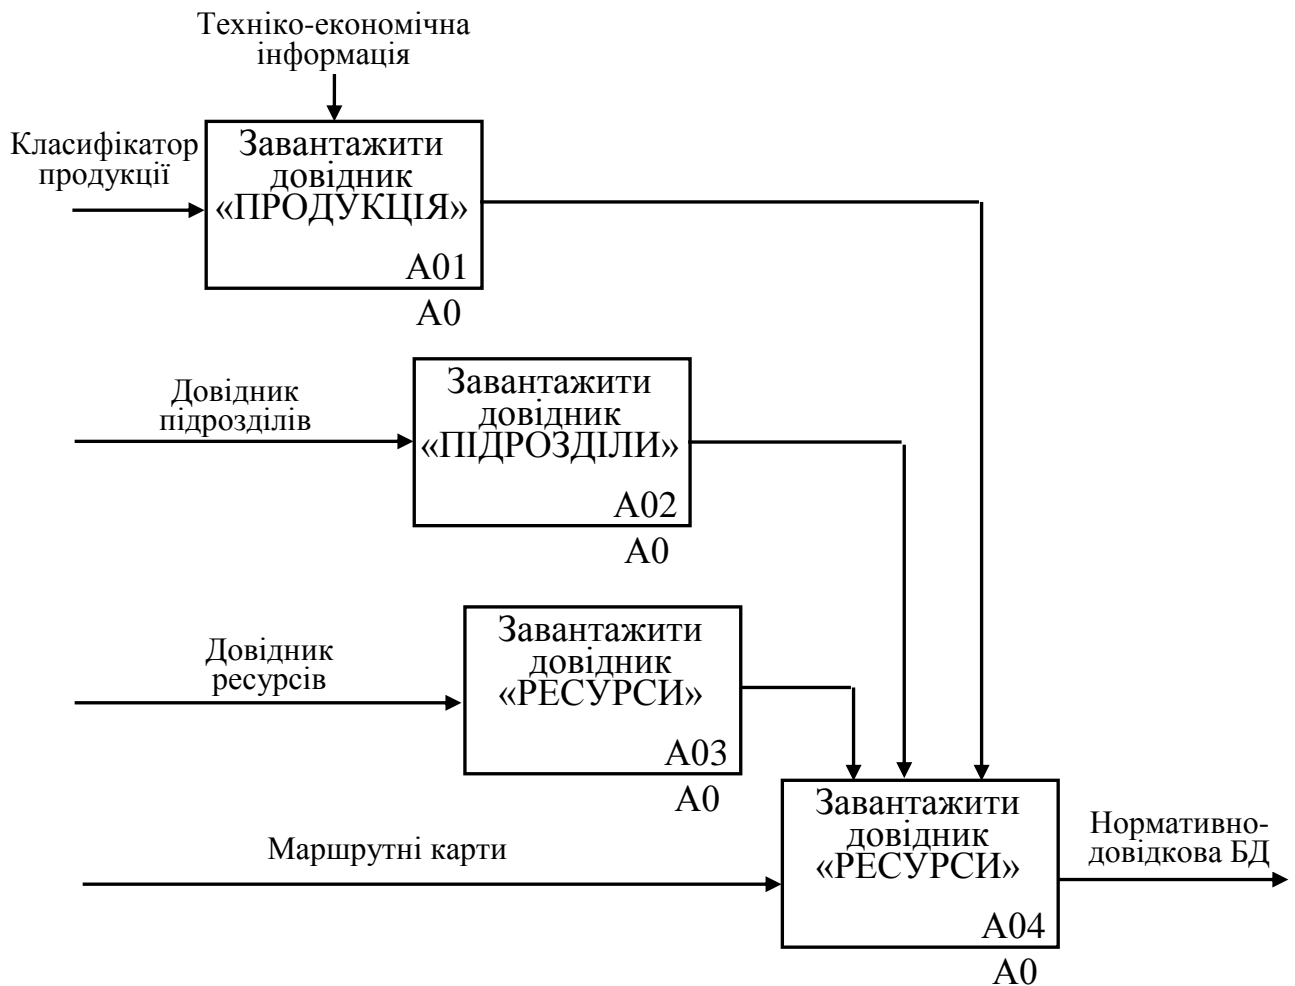 Техніко-економічна
інформація
Класифікатор
продукції
Завантажити
довідник
«ПРОДУКЦІЯ»
А01
А0
Довідник
підрозділів
Завантажити
довідник
«ПІДРОЗДІЛИ»
А02
А0
Довідник
ресурсів
Завантажити
довідник
«РЕСУРСИ»
А03
А0
Маршрутні карти
Завантажити
довідник
«РЕСУРСИ»
А04
А0
Нормативно-
довідкова БД